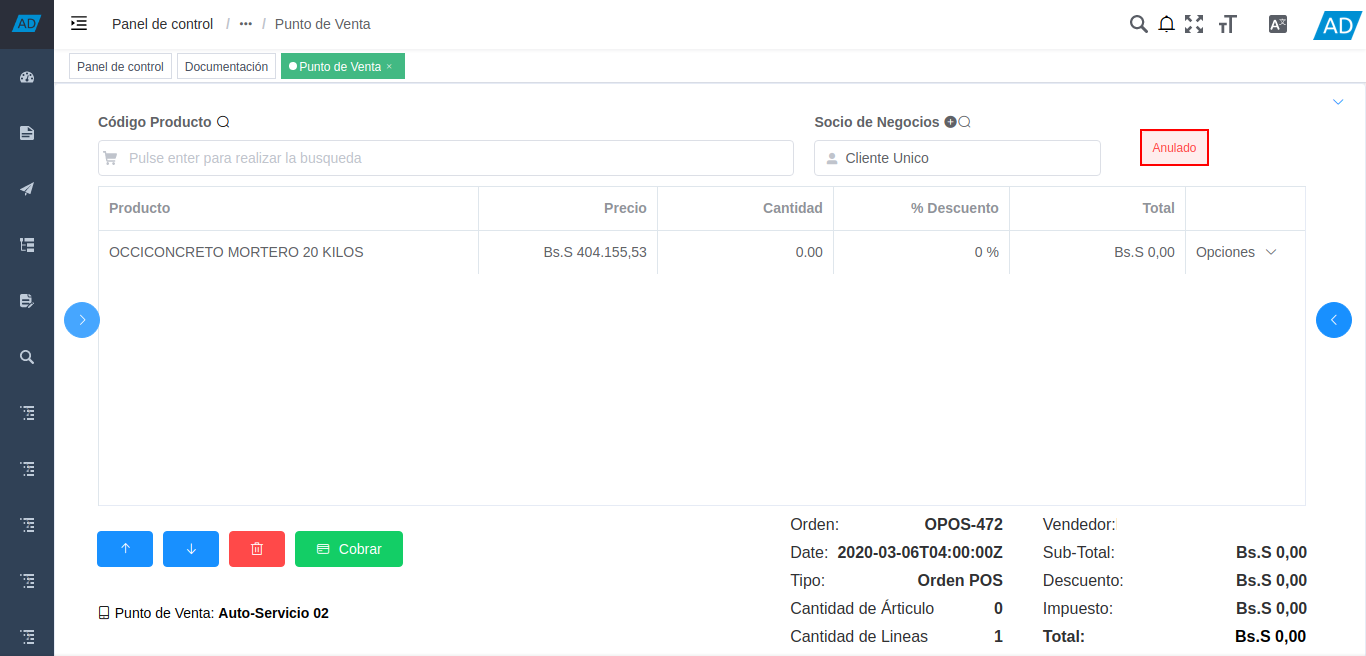 AD
Panel de control / ••• / Punto de Venta
AD
Panel de control
Documentación
Punto de Venta ×
Código Producto
Socio de Negocios
Pulse enter para realizar la busqueda
Cliente Unico
Anulado
Producto Precio Cantidad % Descuento Total
OCCICONCRETO MORTERO 20 KILOS Bs.S 404.155,53 0.00 0 % Bs.S 0,00 Opciones
Cobrar
Punto de Venta: Auto-Servicio 02
Orden: OPOS-472
Date: 2020-03-06T04:00:00Z
Tipo: Orden POS
Cantidad de Árticulo 0
Cantidad de Lineas 1
Vendedor:
Sub-Total: Bs.S 0,00
Descuento: Bs.S 0,00
Impuesto: Bs.S 0,00
Total: Bs.S 0,00